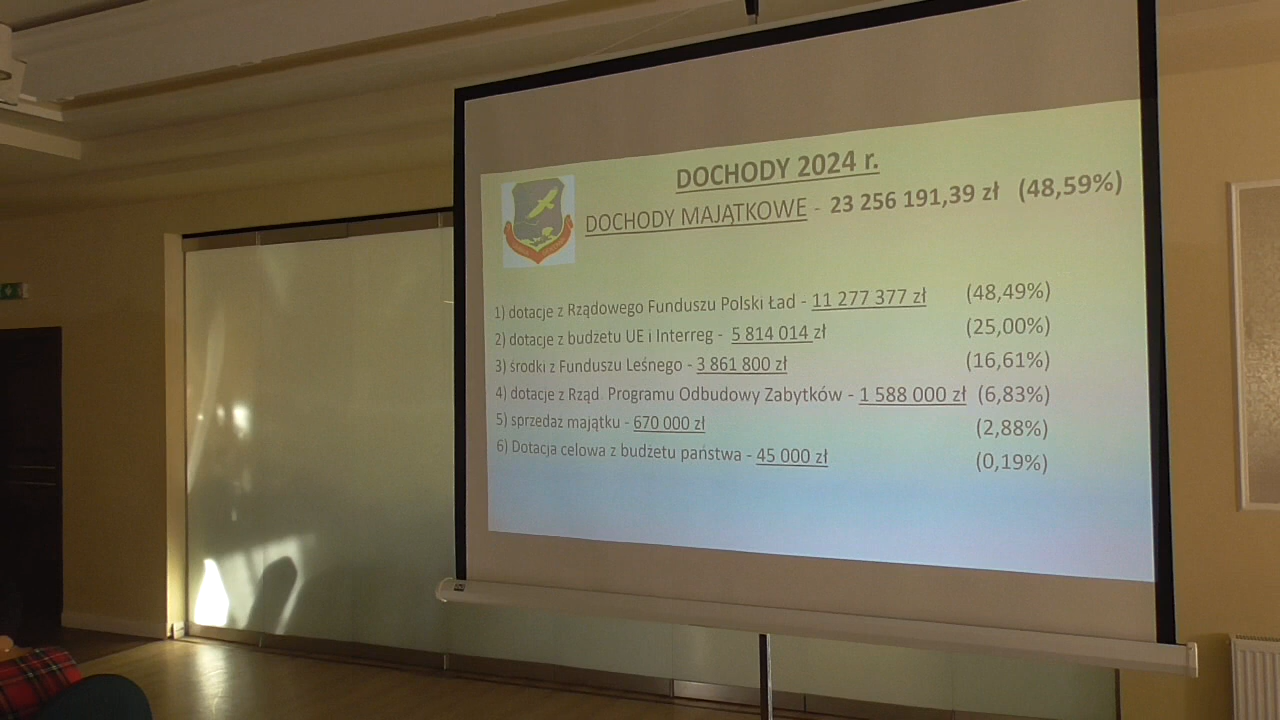 DOCHODY 2024 r.
DOCHODY MAJĄTKOWE - 23 256 191,39 zł (48,59%)
1) dotacje z Rządowego Funduszu Polski Ład - 11 277 377 zł (48,49%)
2) dotacje z budżetu UE i Interreg - 5 814 014 zł (25,00%)
3) środki z Funduszu Leśnego - 3 861 800 zł (16,61%)
4) dotacje z Rząd. Programu Odbudowy Zabytków - 1 588 000 zł (6,83%)
5) sprzedaz majątku - 670 000 zł (2,88%)
6) Dotacja celowa z budżetu państwa - 45 000 zł (0,19%)